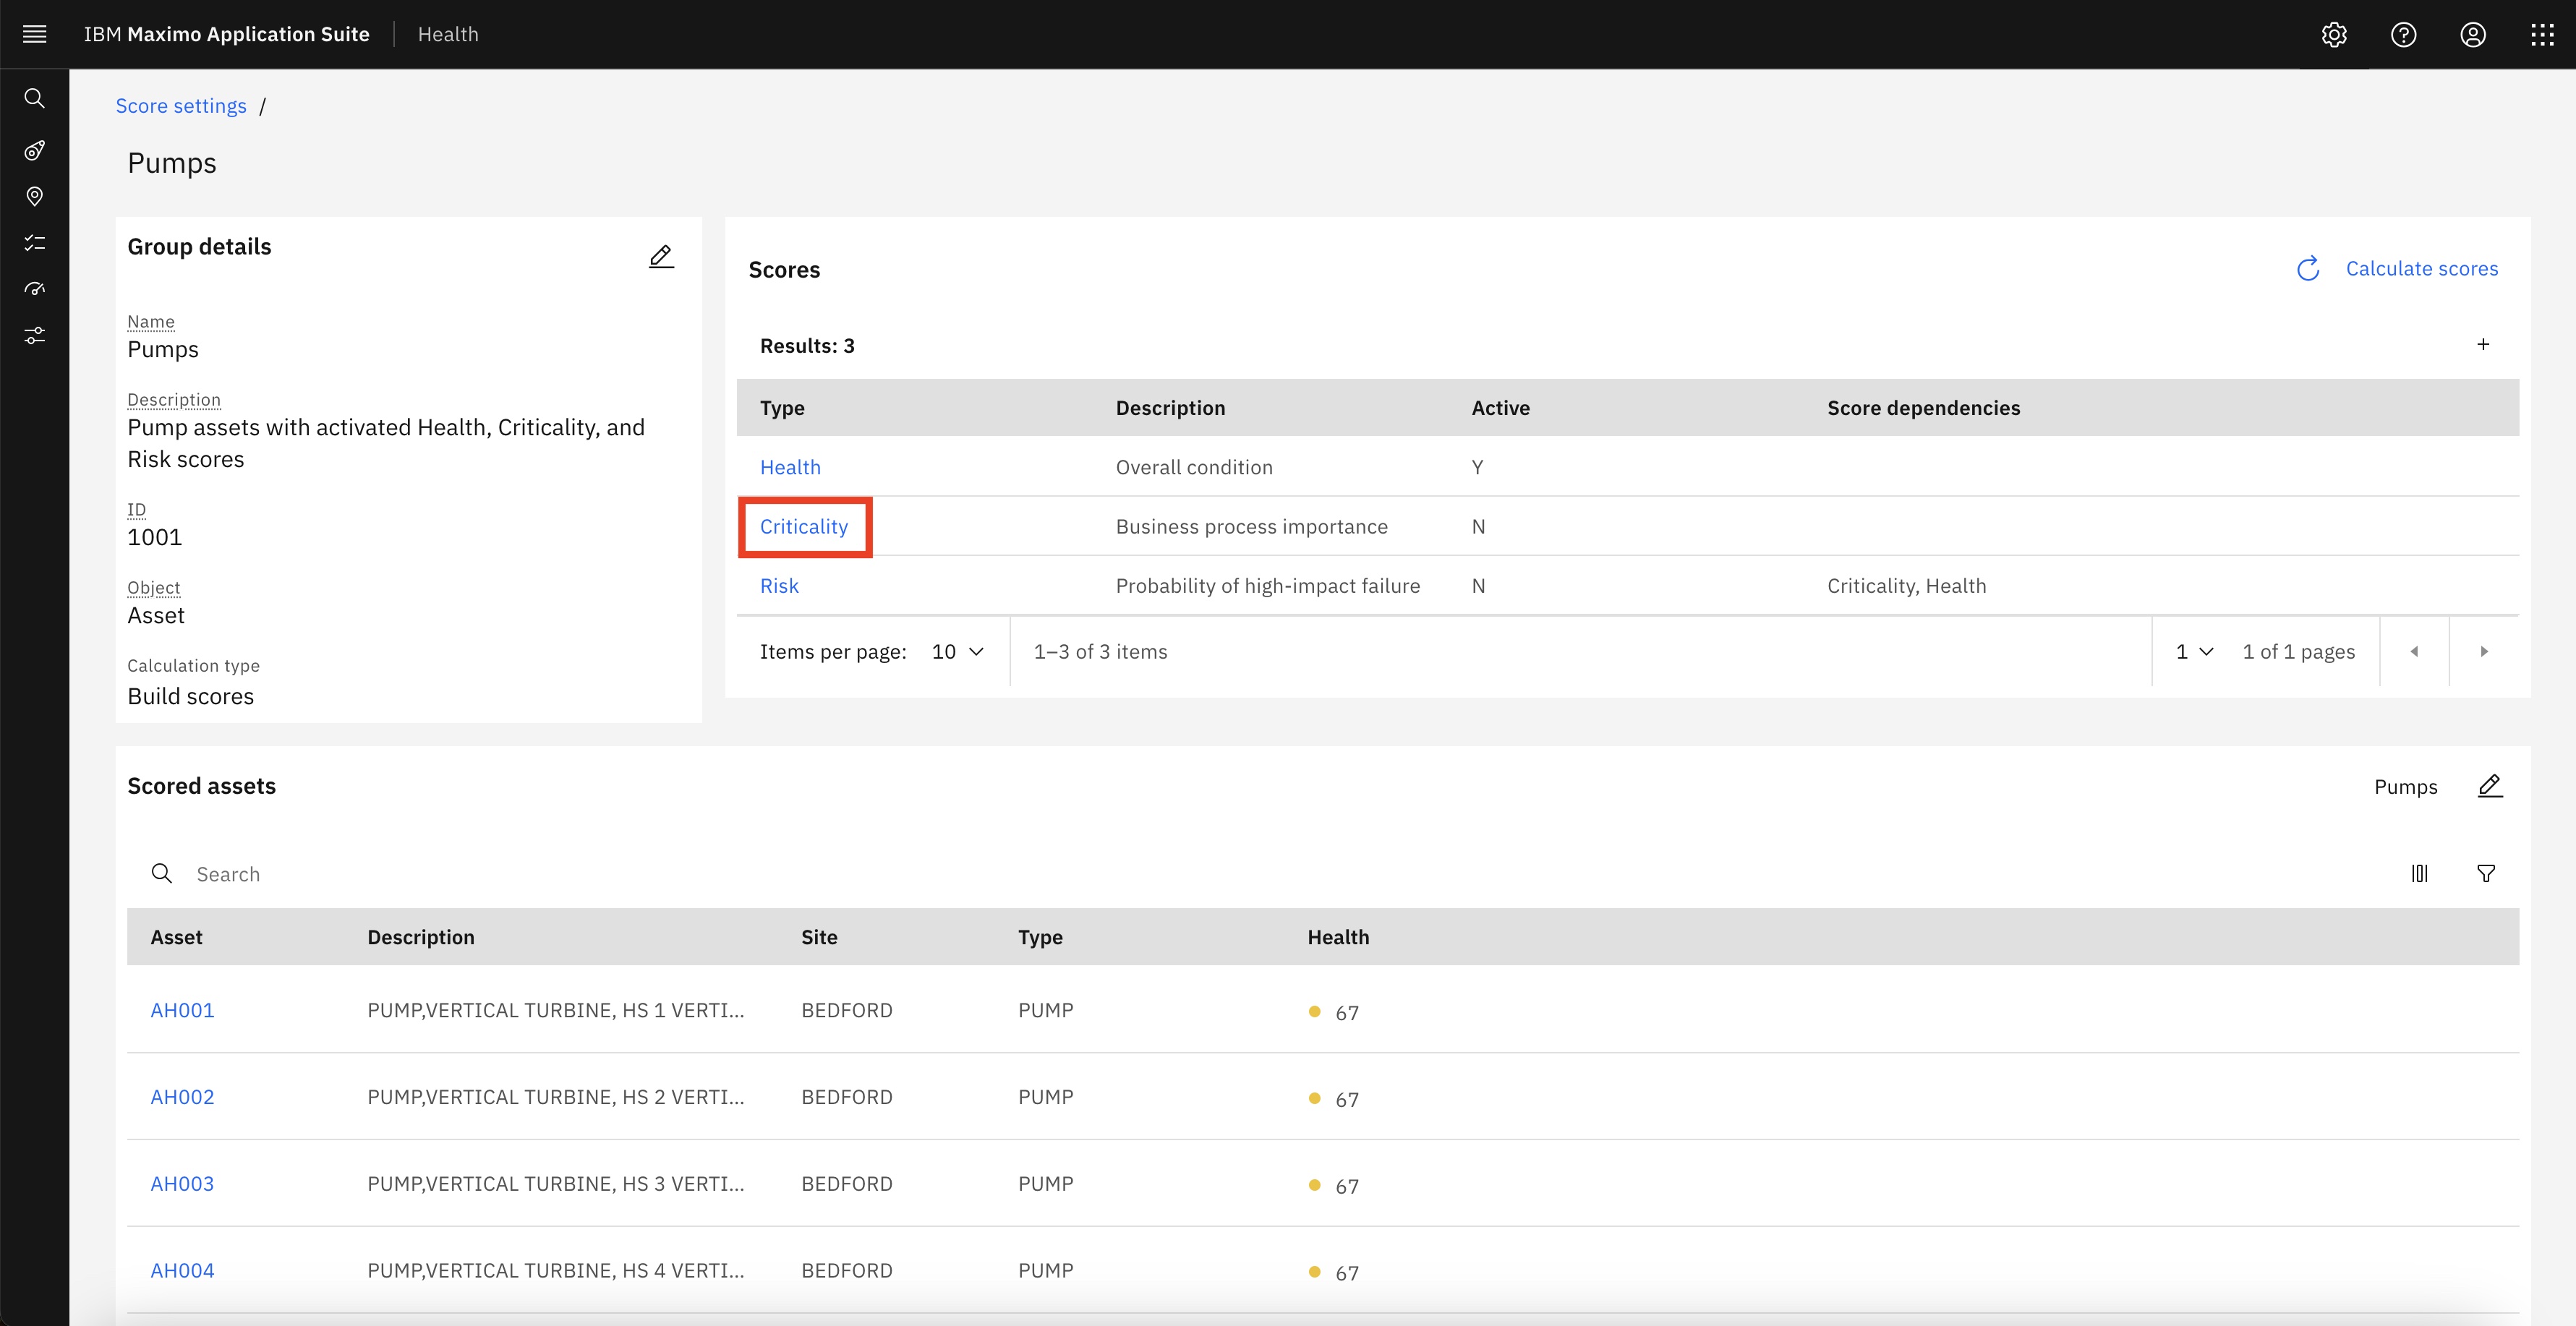 IBM Maximo Application Suite Health
Score settings /
Pumps
Group details
Name
Pumps
Description
Pump assets with activated Health, Criticality, and
Risk scores
ID
1001
Object
Asset
Calculation type
Build scores
Scores
Calculate scores
Results: 3
Type Description Active Score dependencies
Health Overall condition Y
Criticality Business process importance N
Risk Probability of high-impact failure N Criticality, Health
Items per page: 10 1–3 of 3 items 1 1 of 1 pages
Scored assets
Pumps
Search
Asset Description Site Type Health
AH001 PUMP,VERTICAL TURBINE, HS 1 VERTI... BEDFORD PUMP 67
AH002 PUMP,VERTICAL TURBINE, HS 2 VERTI... BEDFORD PUMP 67
AH003 PUMP,VERTICAL TURBINE, HS 3 VERTI... BEDFORD PUMP 67
AH004 PUMP,VERTICAL TURBINE, HS 4 VERTI... BEDFORD PUMP 67